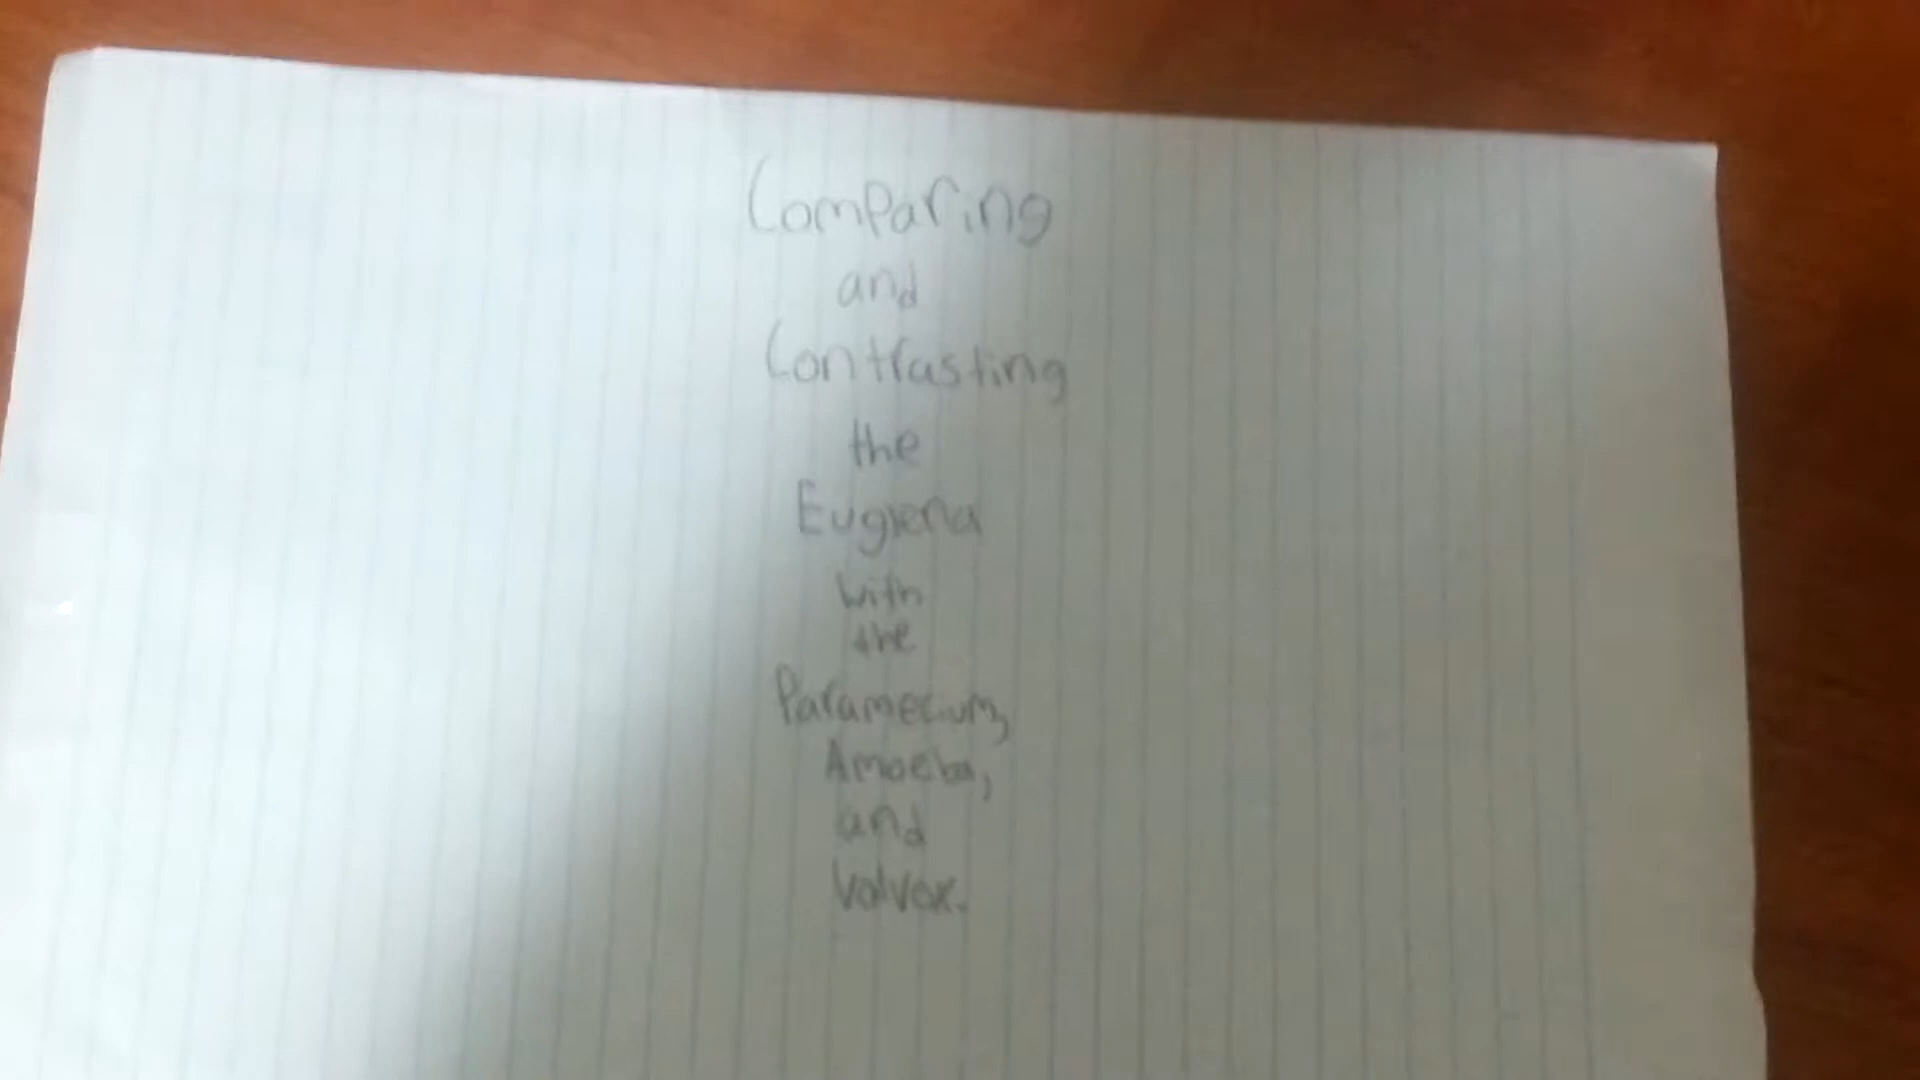 Comparing
and
Contrasting
the
Euglena
with
the
Paramecium,
Amoeba,
and
Volvox.